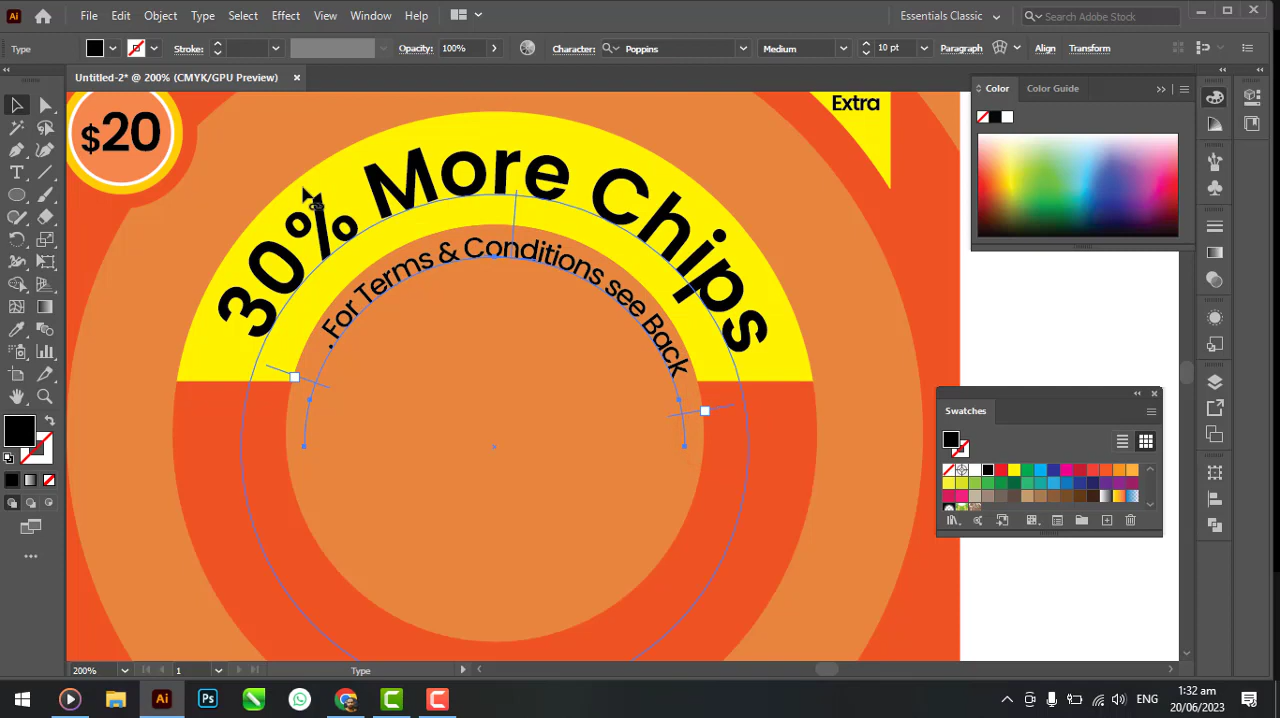 File Edit Object Type Select Effect View Window Help
Essentials Classic
Search Adobe Stock
Type
Stroke:
Opacity: 100%
Character: Poppins
Medium
10 pt
Paragraph
Align
Transform
Untitled-2* @ 200% (CMYK/GPU Preview)
Color
Color Guide
Extra
$20
30% More Chips
.For Terms & Conditions see Back
Swatches
200%
1
Type
ENG
1:32 am
20/06/2023